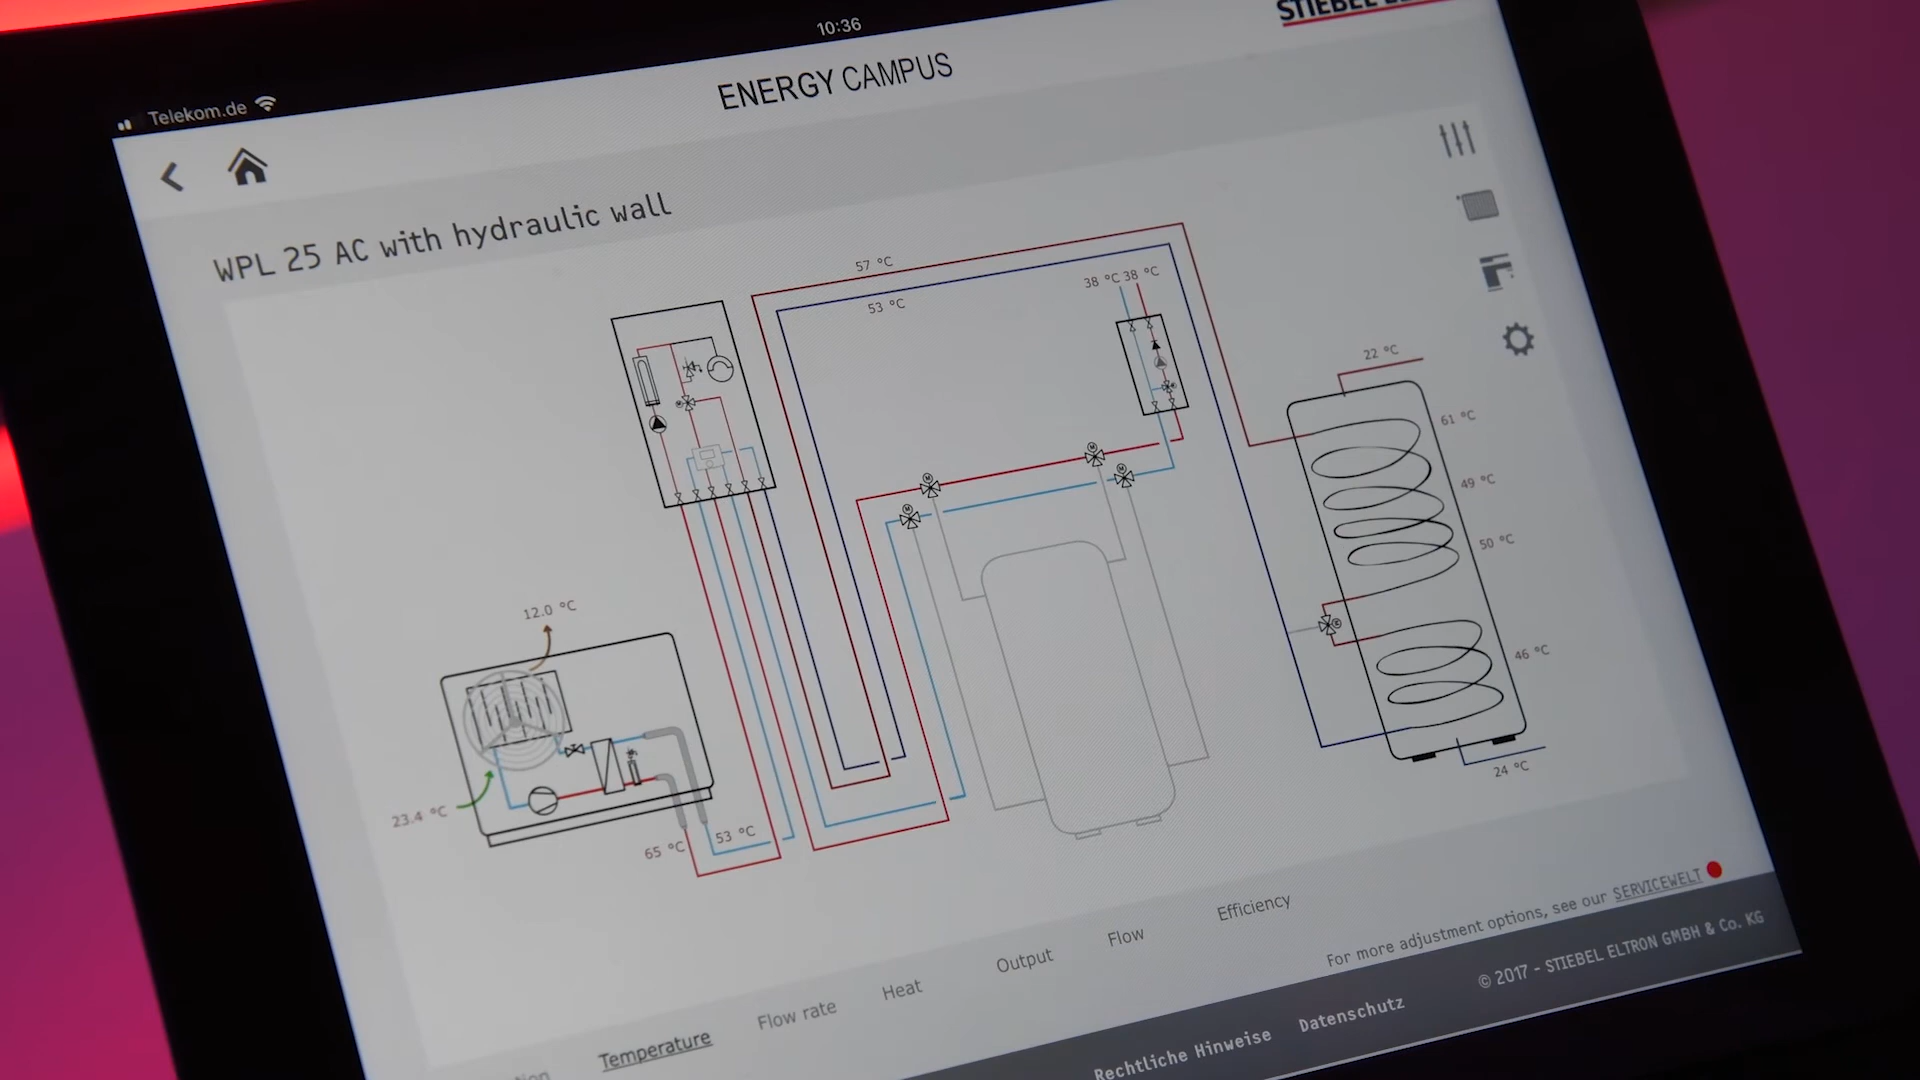 10:36
Telekom.de
STIEBEL
ENERGY CAMPUS
WPL 25 AC with hydraulic wall
57 °C
53 °C
38 °C 38 °C
22 °C
61 °C
49 °C
50 °C
46 °C
24 °C
12.0 °C
23.4 °C
65 °C
53 °C
Temperature
Flow rate
Heat
Output
Flow
Efficiency
For more adjustment options, see our SERVICEWELT
Rechtliche Hinweise
Datenschutz
© 2017 - STIEBEL ELTRON GMBH & Co. KG